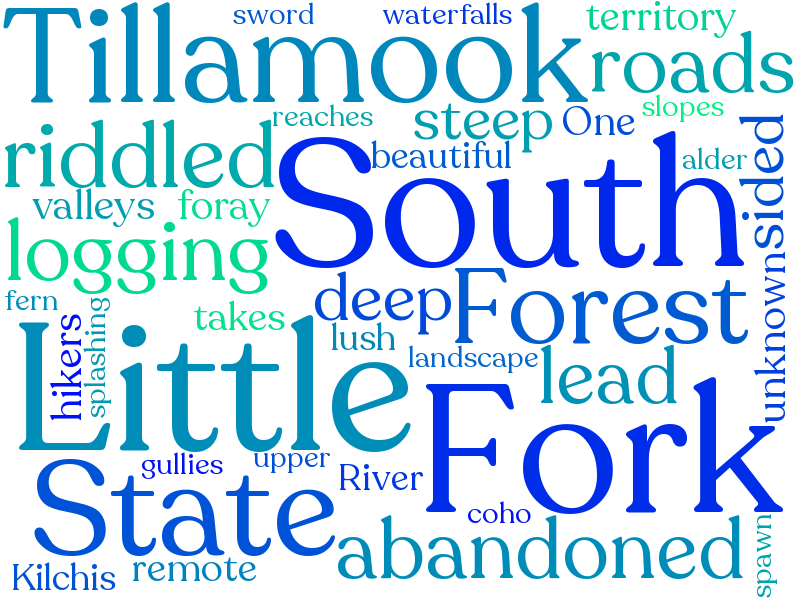 sword waterfalls territory
Tillamook roads
reaches steep One slopes
riddled South beautiful alder
valleys foray
logging
sided
unknown
fern
hikers
splashing
takes
deep Forest
lush landscape
Little lead
Fork
State gullies upper River
coho
abandoned
Kilchis remote
spawn